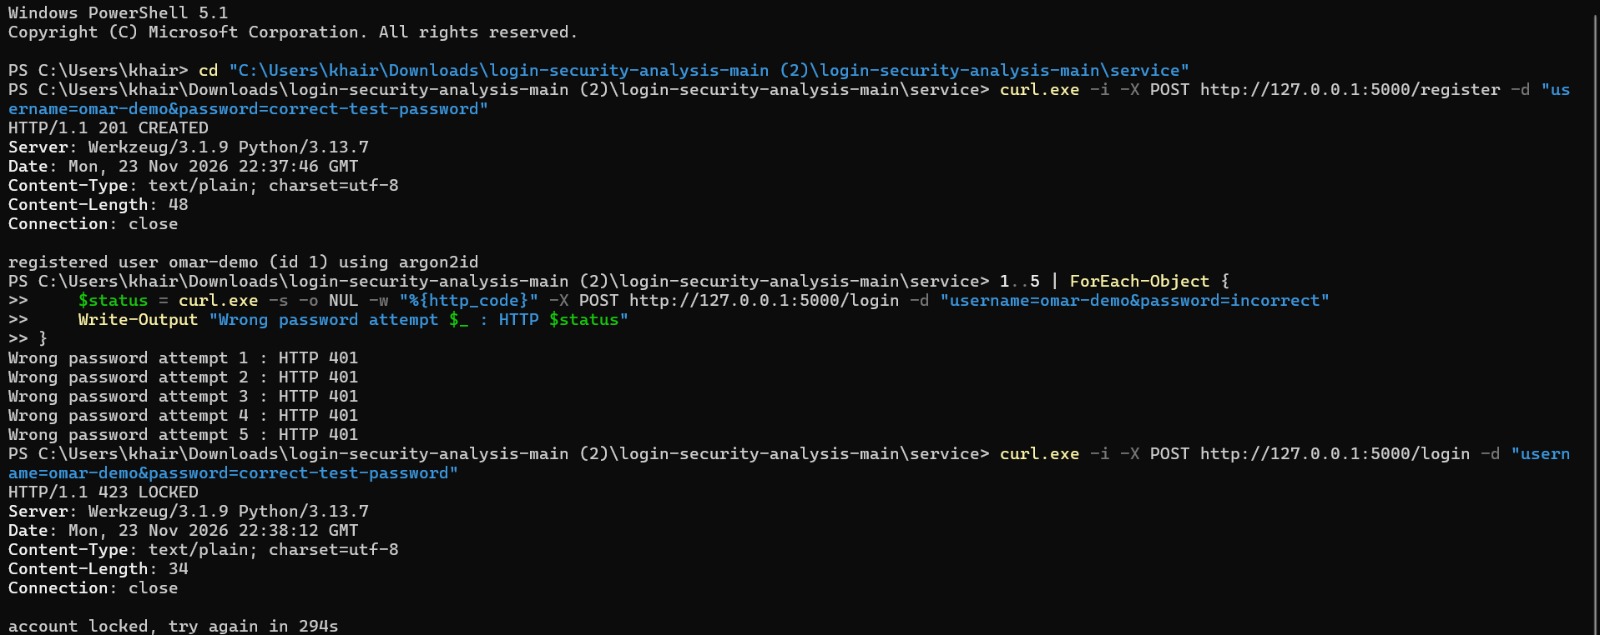 Windows PowerShell 5.1
Copyright (C) Microsoft Corporation. All rights reserved.
PS C:\Users\khair> cd "C:\Users\khair\Downloads\login-security-analysis-main (2)\login-security-analysis-main\service"
PS C:\Users\khair\Downloads\login-security-analysis-main (2)\login-security-analysis-main\service> curl.exe -i -X POST http://127.0.0.1:5000/register -d "us
ername=omar-demo&password=correct-test-password"
HTTP/1.1 201 CREATED
Server: Werkzeug/3.1.9 Python/3.13.7
Date: Mon, 23 Nov 2026 22:37:46 GMT
Content-Type: text/plain; charset=utf-8
Content-Length: 48
Connection: close
registered user omar-demo (id 1) using argon2id
PS C:\Users\khair\Downloads\login-security-analysis-main (2)\login-security-analysis-main\service> 1..5 | ForEach-Object {
>>     $status = curl.exe -s -o NUL -w "%{http_code}" -X POST http://127.0.0.1:5000/login -d "username=omar-demo&password=incorrect"
>>     Write-Output "Wrong password attempt $_ : HTTP $status"
>> }
Wrong password attempt 1 : HTTP 401
Wrong password attempt 2 : HTTP 401
Wrong password attempt 3 : HTTP 401
Wrong password attempt 4 : HTTP 401
Wrong password attempt 5 : HTTP 401
PS C:\Users\khair\Downloads\login-security-analysis-main (2)\login-security-analysis-main\service> curl.exe -i -X POST http://127.0.0.1:5000/login -d "usern
ame=omar-demo&password=correct-test-password"
HTTP/1.1 423 LOCKED
Server: Werkzeug/3.1.9 Python/3.13.7
Date: Mon, 23 Nov 2026 22:38:12 GMT
Content-Type: text/plain; charset=utf-8
Content-Length: 34
Connection: close
account locked, try again in 294s